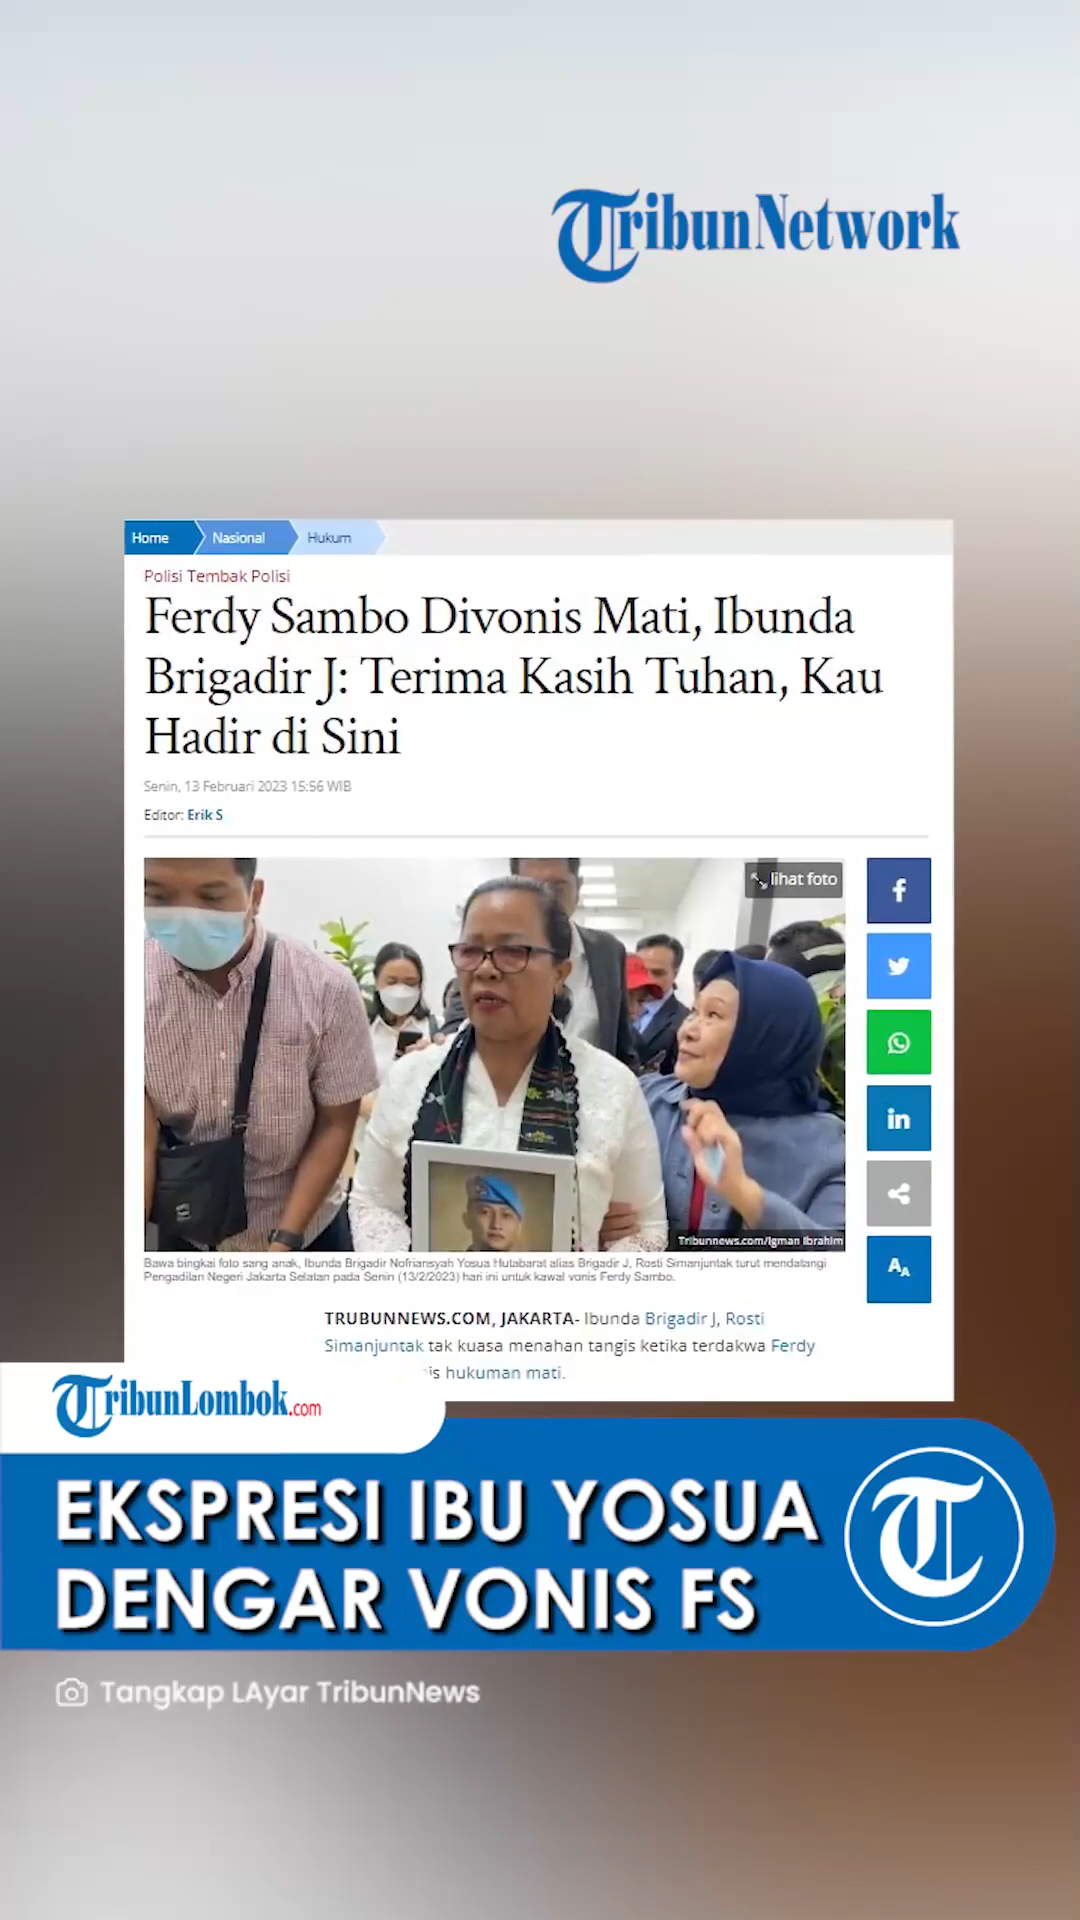 TribunNetwork
Home
Nasional
Hukum
Polisi Tembak Polisi
Ferdy Sambo Divonis Mati, Ibunda
Brigadir J: Terima Kasih Tuhan, Kau
Hadir di Sini
Senin, 13 Februari 2023 15:56 WIB
Editor: Erik S
lihat foto
Tribunnews.com/Igman Ibrahim
Bawa bingkai foto sang anak, Ibunda Brigadir Nofriansyah Yosua Hutabarat alias Brigadir J, Rosti Simanjuntak turut mendatangi
Pengadilan Negeri Jakarta Selatan pada Senin (13/2/2023) hari ini untuk kawal vonis Ferdy Sambo.
TRUBUNNEWS.COM, JAKARTA- Ibunda Brigadir J, Rosti
Simanjuntak tak kuasa menahan tangis ketika terdakwa Ferdy
hukuman mati.
TribunLombok.com
EKSPRESI IBU YOSUA
DENGAR VONIS FS
Tangkap LAyar TribunNews